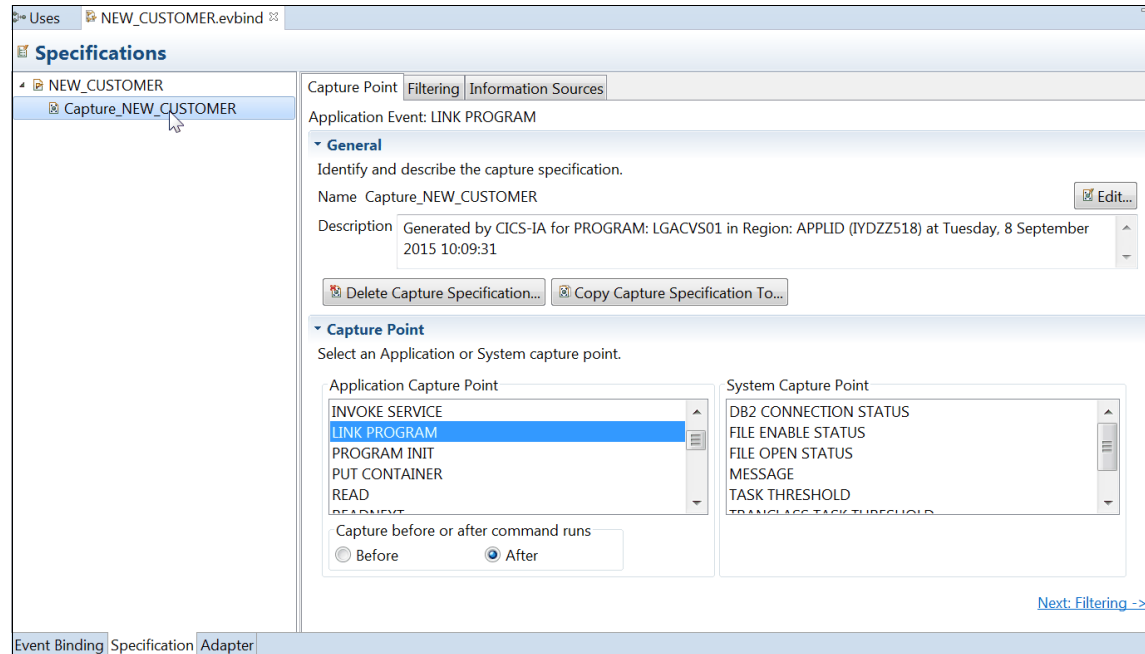 Uses
NEW_CUSTOMER.evbind
Specifications
NEW_CUSTOMER
Capture_NEW_CUSTOMER
Capture Point Filtering Information Sources
Application Event: LINK PROGRAM
General
Identify and describe the capture specification.
Name Capture_NEW_CUSTOMER
Edit...
Description
Generated by CICS-IA for PROGRAM: LGACVS01 in Region: APPLID (IYDZZ518) at Tuesday, 8 September
2015 10:09:31
Delete Capture Specification... Copy Capture Specification To...
Capture Point
Select an Application or System capture point.
Application Capture Point
INVOKE SERVICE
LINK PROGRAM
PROGRAM INIT
PUT CONTAINER
READ
READNEXT
Capture before or after command runs
Before After
System Capture Point
DB2 CONNECTION STATUS
FILE ENABLE STATUS
FILE OPEN STATUS
MESSAGE
TASK THRESHOLD
TRANCLASS TASK THRESHOLD
Next: Filtering ->
Event Binding Specification Adapter